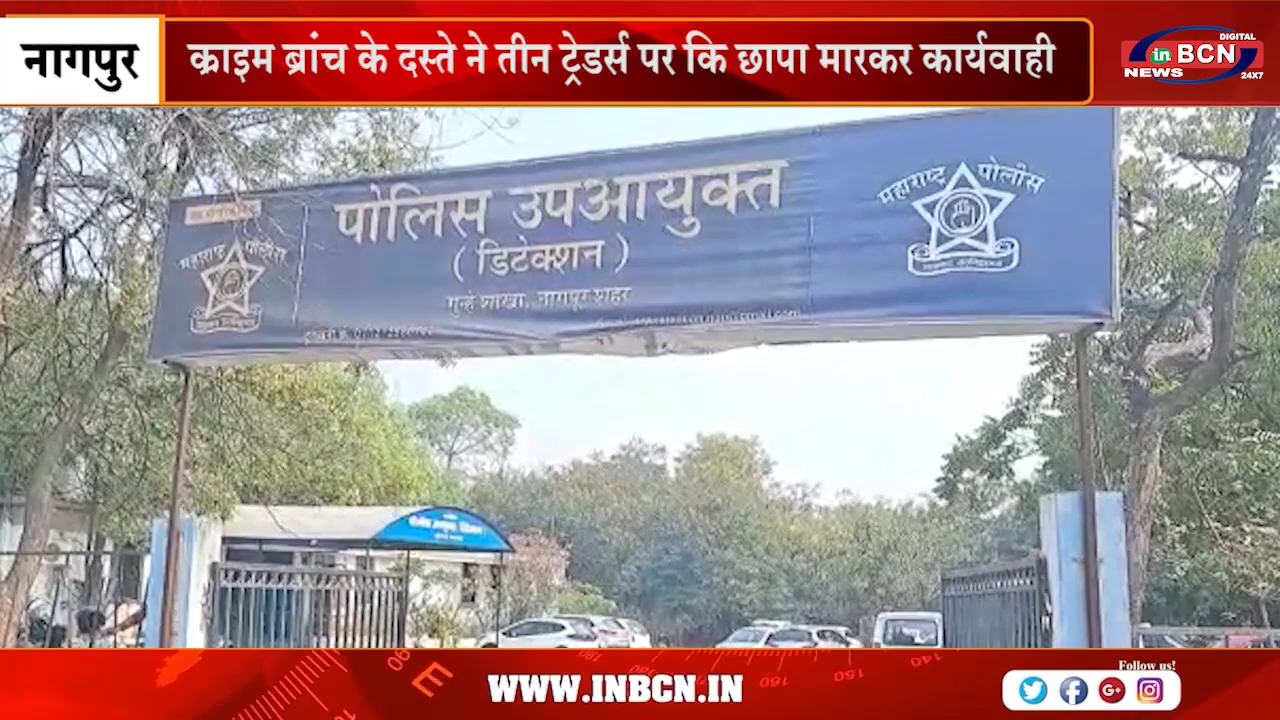 नागपुर
क्राइम ब्रांच के दस्ते ने तीन ट्रेडर्स पर कि छापा मारकर कार्यवाही
in BCN
DIGITAL
NEWS
24X7
पोलिस उपआयुक्त
( डिटेक्शन )
गुन्हे शाखा, नागपूर शहर
महाराष्ट्र पोलीस
महाराष्ट्र पोलीस
E
WWW.INBCN.IN
Follow us!